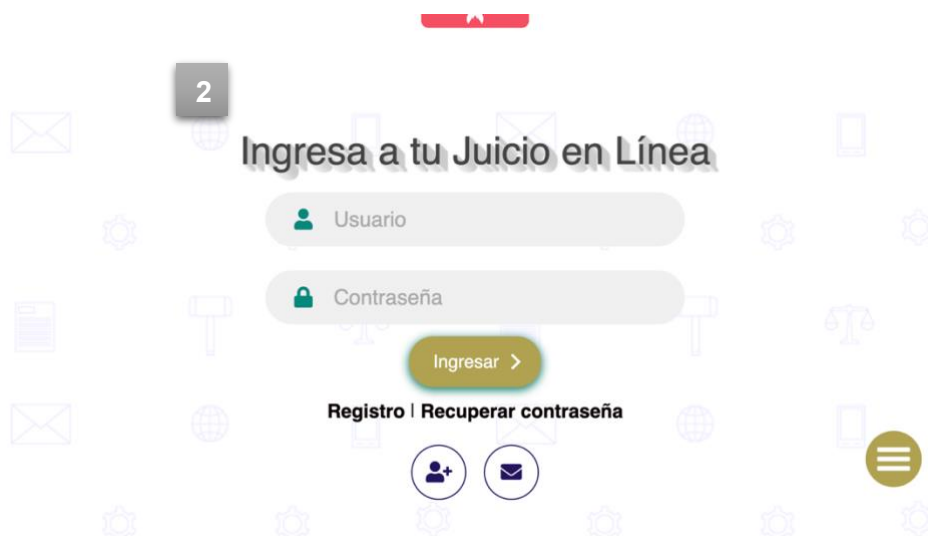 2
Ingresa a tu Juicio en Línea
Usuario
Contraseña
Ingresar
Registro | Recuperar contraseña